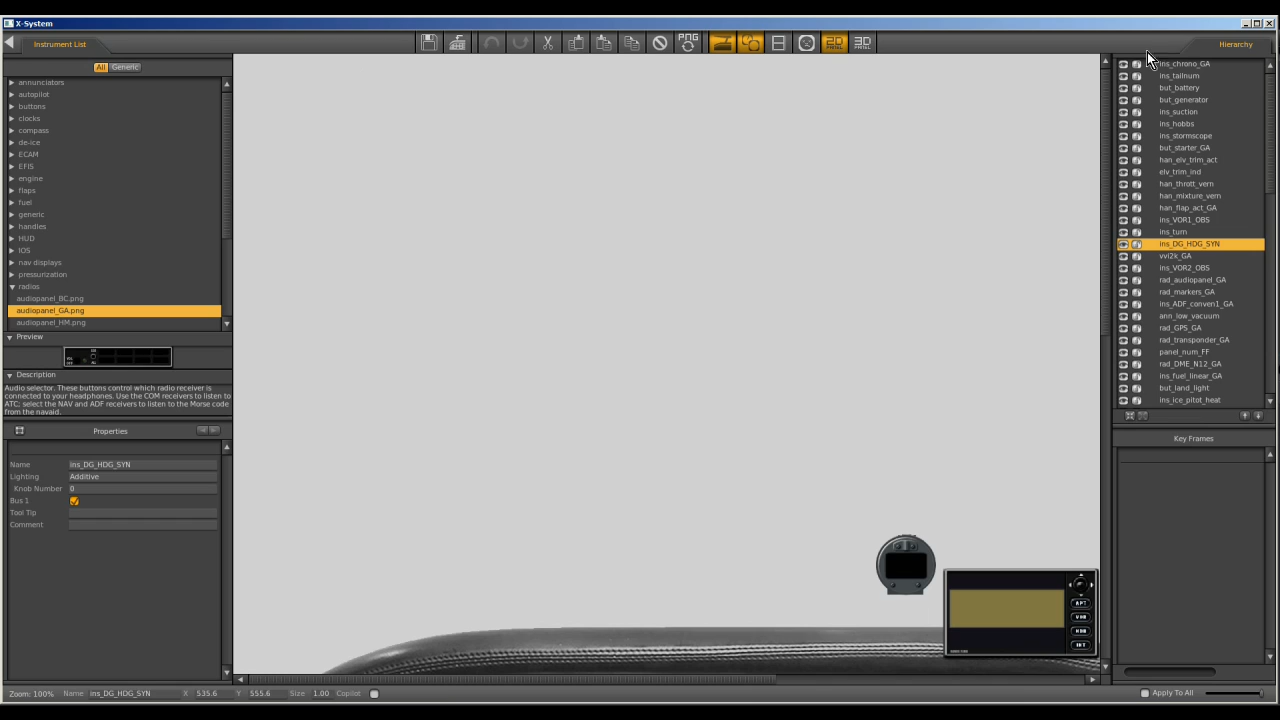 X-System
Instrument List
PNG
2D
PANEL
3D
PANEL
Hierarchy
All Generic
annunciators
autopilot
buttons
clocks
compass
de-ice
ECAM
EFIS
engine
flaps
fuel
generic
handles
HUD
IOS
nav displays
pressurization
radios
audiopanel_BC.png
audiopanel_GA.png
audiopanel_HM.png
Preview
Description
Audio selector. These buttons control which radio receiver is
connected to your headphones. Use the COM receivers to listen to
ATC; select the NAV and ADF receivers to listen to the Morse code
from the navaid.
Properties
Name ins_DG_HDG_SYN
Lighting Additive
Knob Number 0
Bus 1
Tool Tip
Comment
APT
VOR
NDB
INT
ins_chrono_GA
ins_tailnum
but_battery
but_generator
ins_suction
ins_hobbs
ins_stormscope
but_starter_GA
han_elv_trim_act
elv_trim_ind
han_thrott_vern
han_mixture_vern
han_flap_act_GA
ins_VOR1_OBS
ins_turn
ins_DG_HDG_SYN
vvi2k_GA
ins_VOR2_OBS
rad_audiopanel_GA
rad_markers_GA
ins_ADF_conven1_GA
ann_low_vacuum
rad_GPS_GA
rad_transponder_GA
panel_num_FF
rad_DME_N12_GA
ins_fuel_linear_GA
but_land_light
ins_ice_pitot_heat
Key Frames
Zoom: 100% Name ins_DG_HDG_SYN X 535.6 Y 555.6 Size 1.00 Copilot
Apply To All